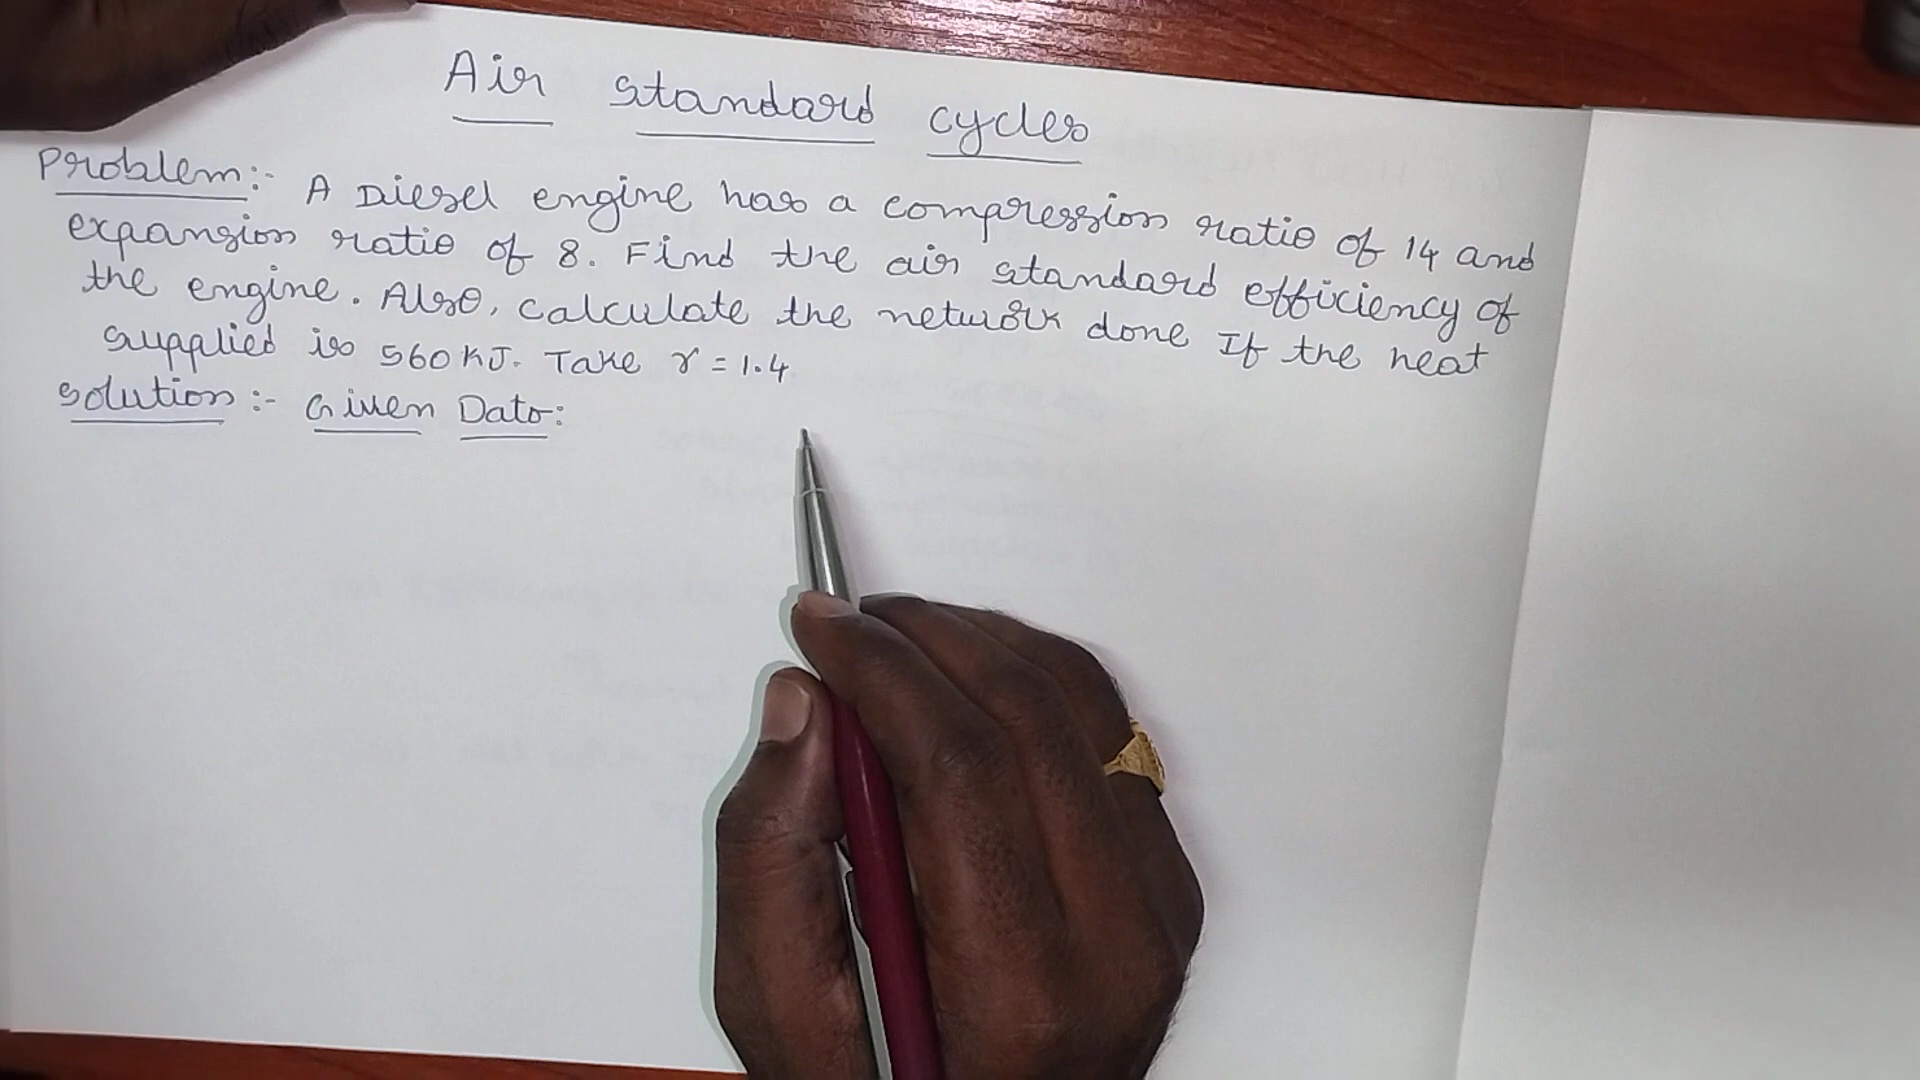 Air standard cycles
Problem:- A Diesel engine has a compression ratio of 14 and
expansion ratio of 8. Find the air standard efficiency of
the engine. Also, calculate the network done If the heat
supplied is 560 KJ. Take γ = 1.4
Solution:- Given Data: